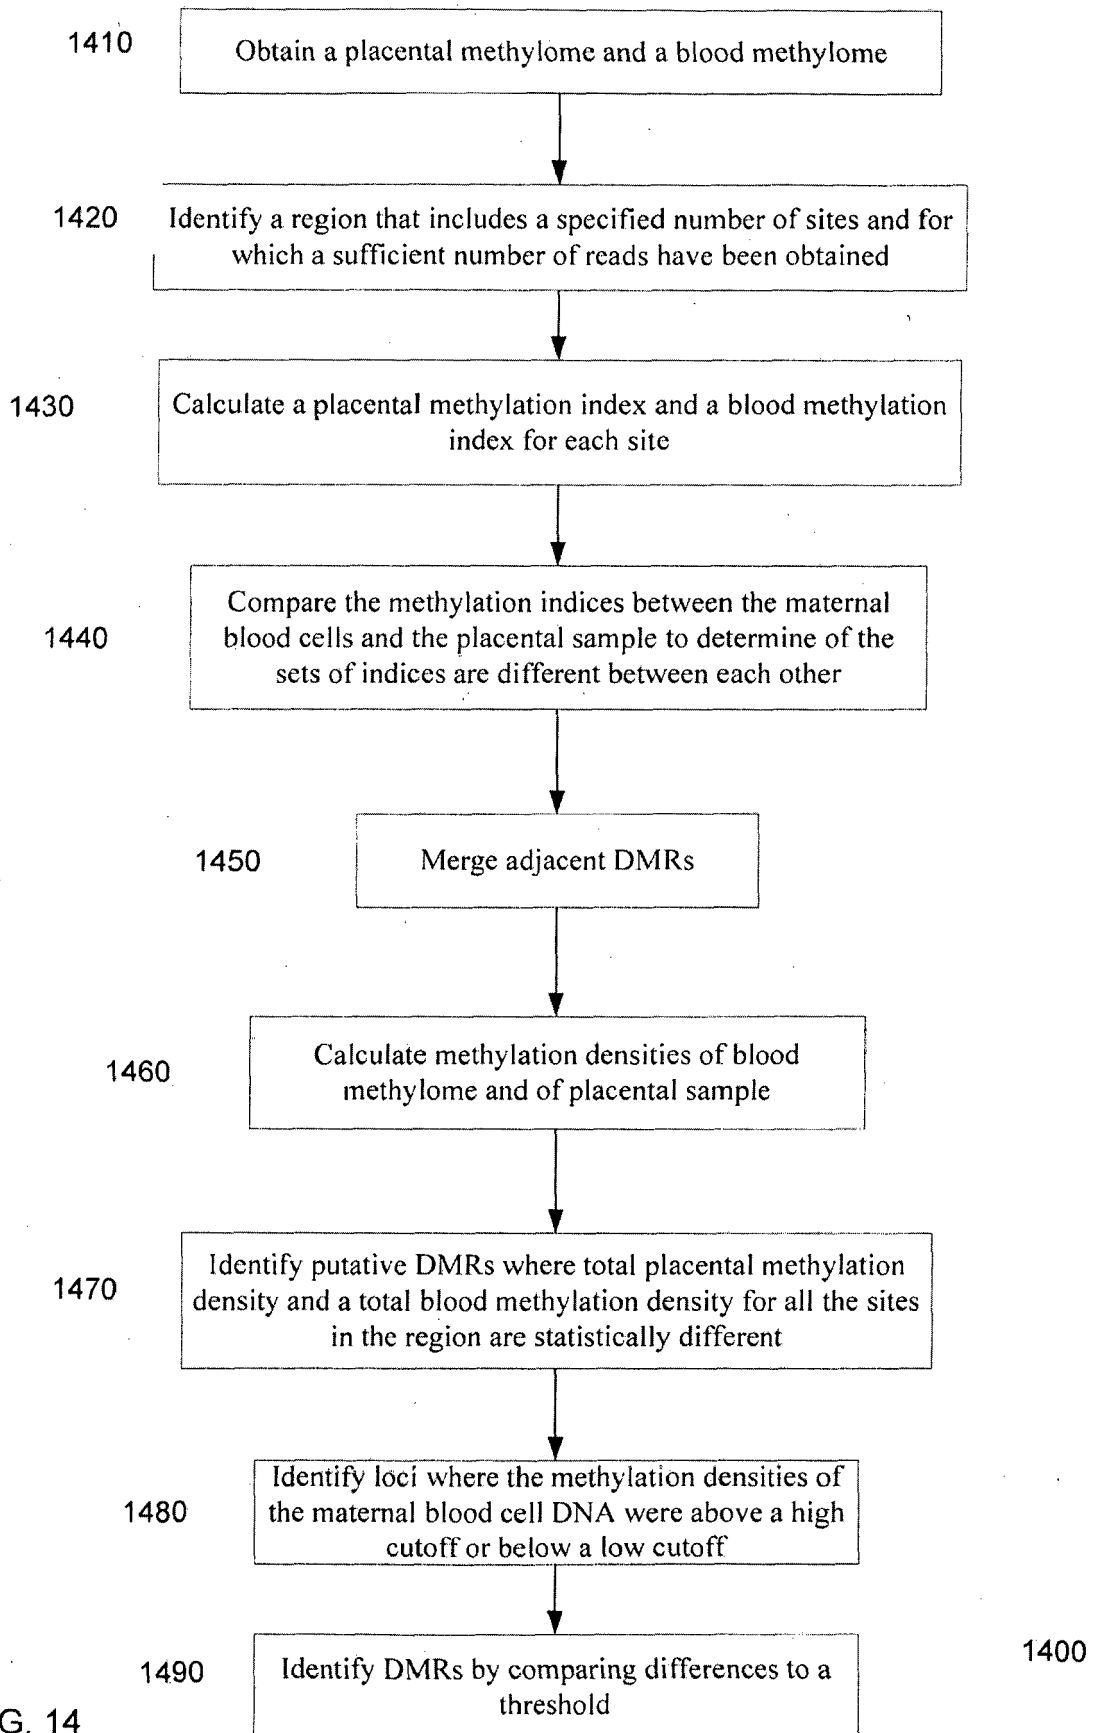 1410
Obtain a placental methylome and a blood methylome
1420
Identify a region that includes a specified number of sites and for
which a sufficient number of reads have been obtained
1430
Calculate a placental methylation index and a blood methylation
index for each site
1440
Compare the methylation indices between the maternal
blood cells and the placental sample to determine of the
sets of indices are different between each other
1450
Merge adjacent DMRs
1460
Calculate methylation densities of blood
methylome and of placental sample
1470
Identify putative DMRs where total placental methylation
density and a total blood methylation density for all the sites
in the region are statistically different
1480
Identify loci where the methylation densities of
the maternal blood cell DNA were above a high
cutoff or below a low cutoff
1490
Identify DMRs by comparing differences to a
threshold
1400
G. 14